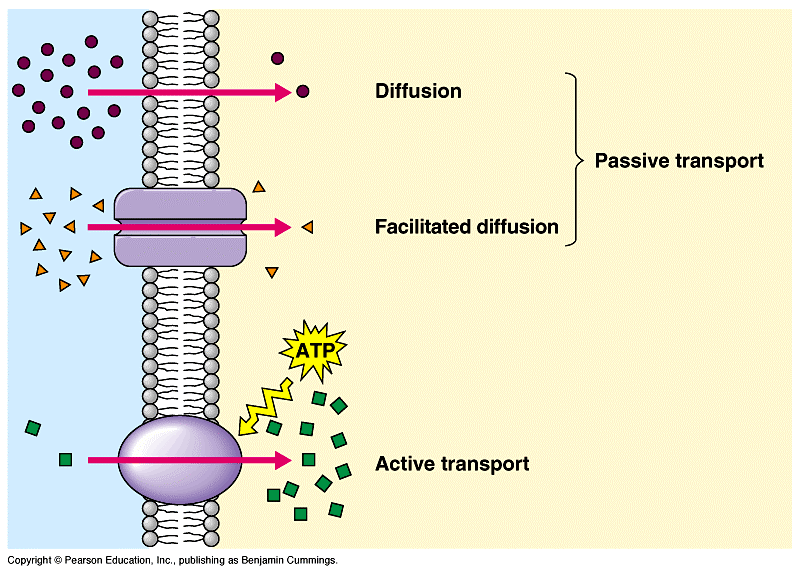 Diffusion
Passive transport
Facilitated diffusion
ATP
Active transport
Copyright © Pearson Education, Inc., publishing as Benjamin Cummings.